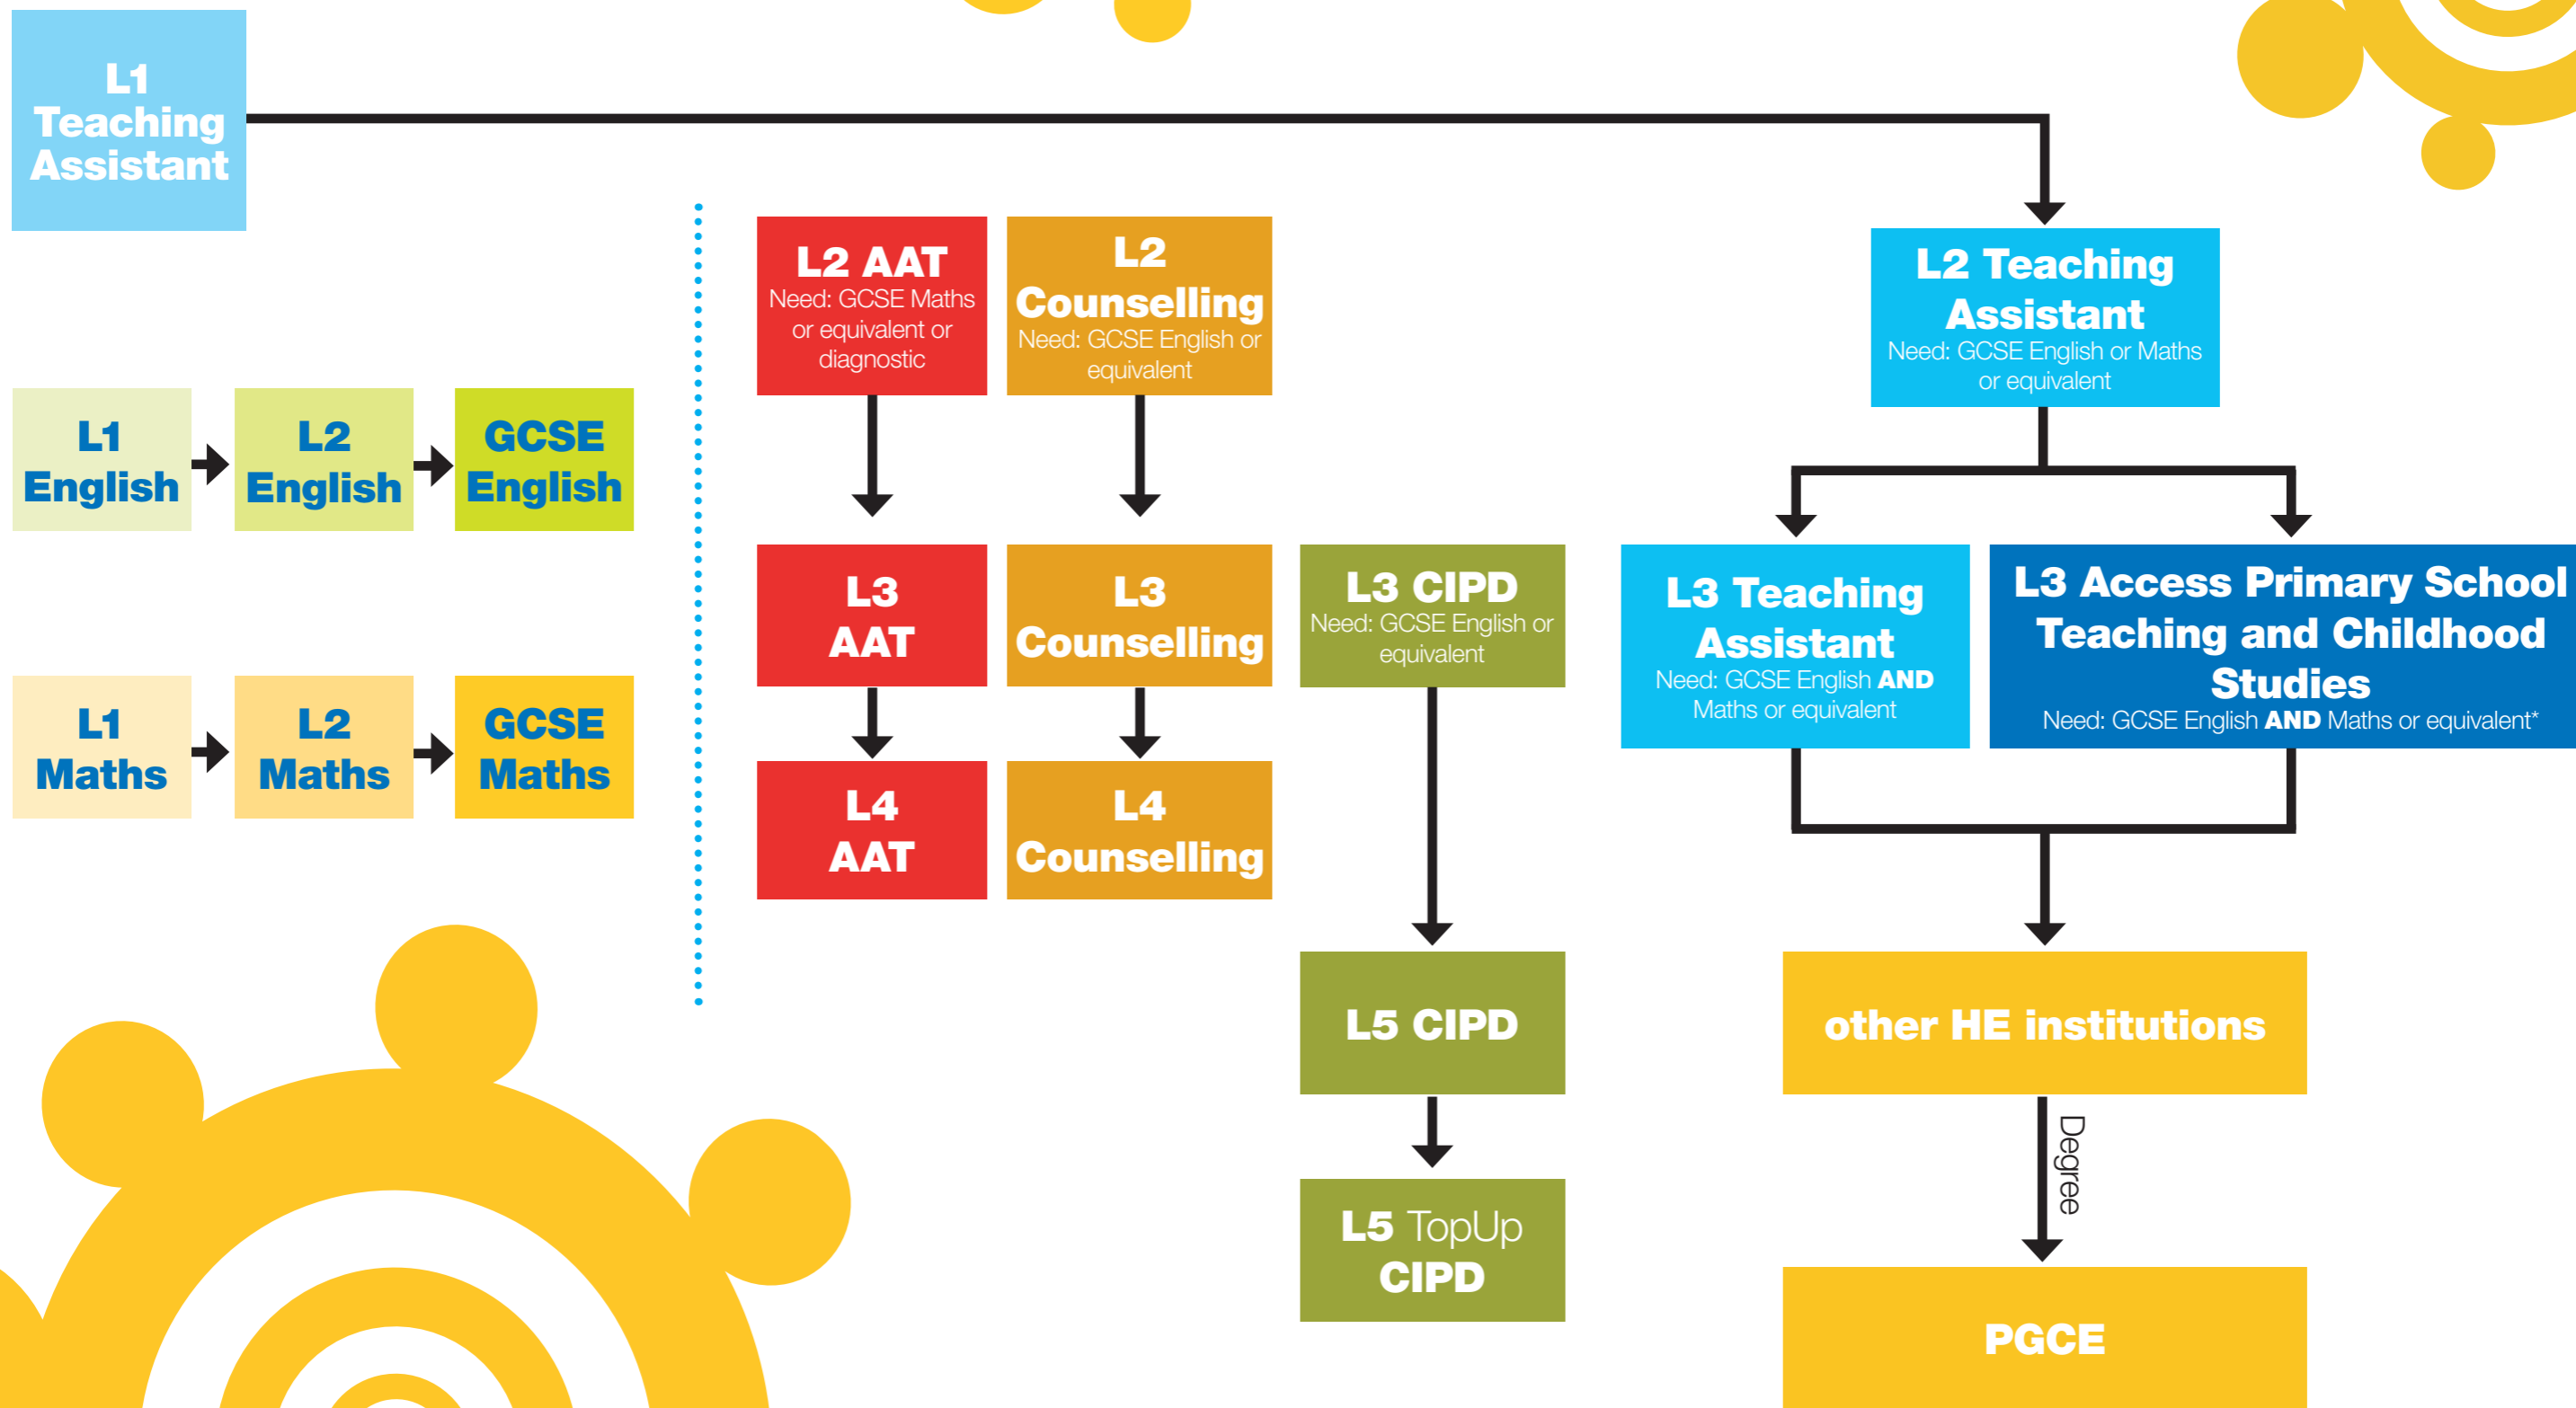 L1
Teaching
Assistant
L1
English
L2
English
GCSE
English
L1
Maths
L2
Maths
GCSE
Maths
L2 AAT
Need: GCSE Maths
or equivalent or
diagnostic
L3
AAT
L4
AAT
L2
Counselling
Need: GCSE English or
equivalent
L3
Counselling
L4
Counselling
L3 CIPD
Need: GCSE English or
equivalent
L5 CIPD
L5 TopUp
CIPD
L2 Teaching
Assistant
Need: GCSE English or Maths
or equivalent
L3 Teaching
Assistant
Need: GCSE English AND
Maths or equivalent
L3 Access Primary School
Teaching and Childhood
Studies
Need: GCSE English AND Maths or equivalent*
other HE institutions
Degree
PGCE